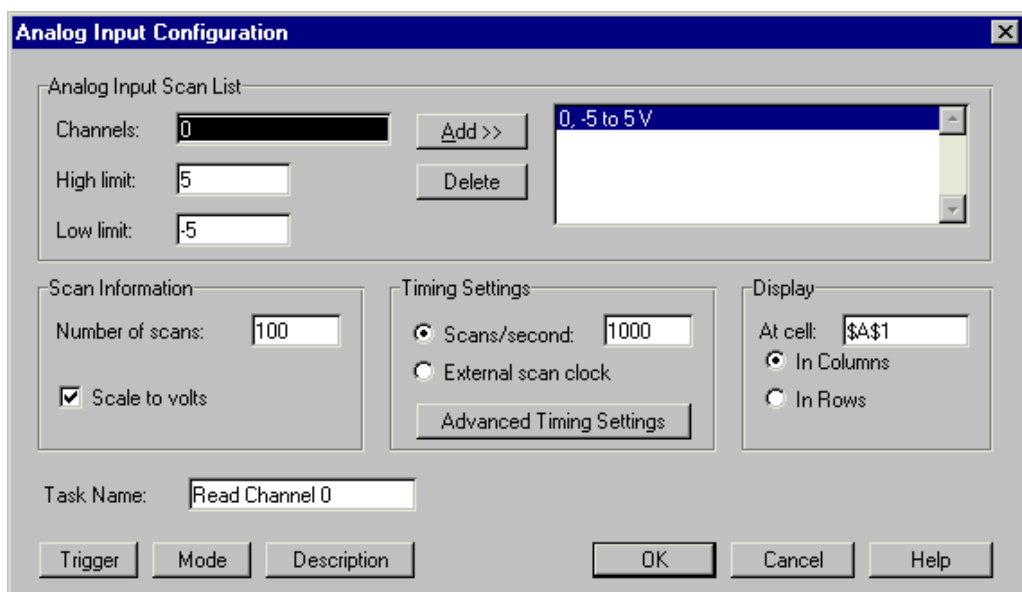 Analog Input Configuration
Analog Input Scan List
Channels: 0 Add >> 0, -5 to 5 V
High limit: 5 Delete
Low limit: -5
Scan Information Timing Settings Display
Number of scans: 100 Scans/second: 1000 At cell: $A$1
In Columns
External scan clock
Scale to volts In Rows
Advanced Timing Settings
Task Name: Read Channel 0
Trigger Mode Description OK Cancel Help